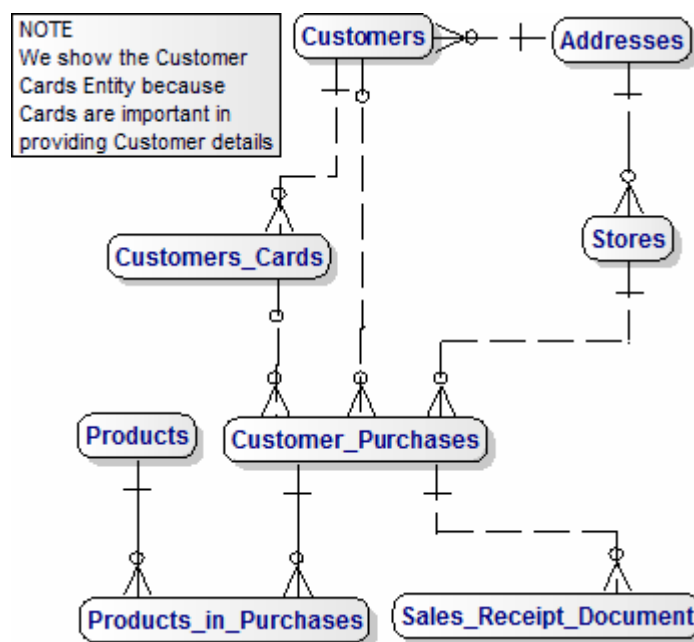 NOTE
We show the Customer
Cards Entity because
Cards are important in
providing Customer details
Customers
Addresses
Customers_Cards
Stores
Products
Customer_Purchases
Products_in_Purchases
Sales_Receipt_Document